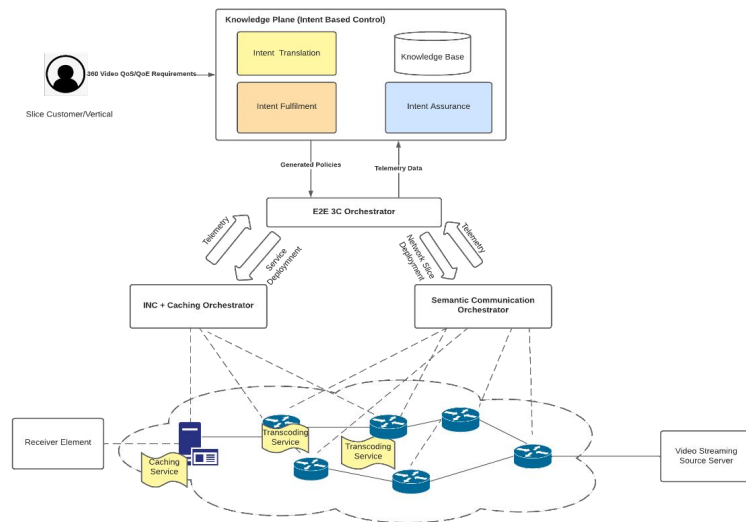 Knowledge Plane (Intent Based Control)
Intent Translation
Knowledge Base
360 Video QoS/QoE Requirements
Intent Fulfilment
Intent Assurance
Slice Customer/Vertical
Generated Policies
Telemetry Data
E2E 3C Orchestrator
Telemetry
Service
Deploymnent
Network Slice
Deployment
Telemetry
INC + Caching Orchestrator
Semantic Communication
Orchestrator
Receiver Element
Transcoding
Service
Transcoding
Service
Caching
Service
Video Streaming
Source Server